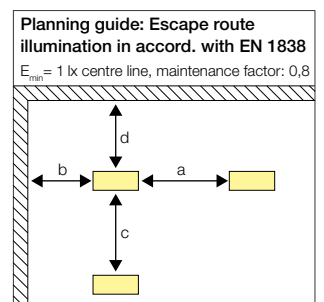 Planning guide: Escape route
illumination in accord. with EN 1838
Emin= 1 lx centre line, maintenance factor: 0,8
d
b
a
c